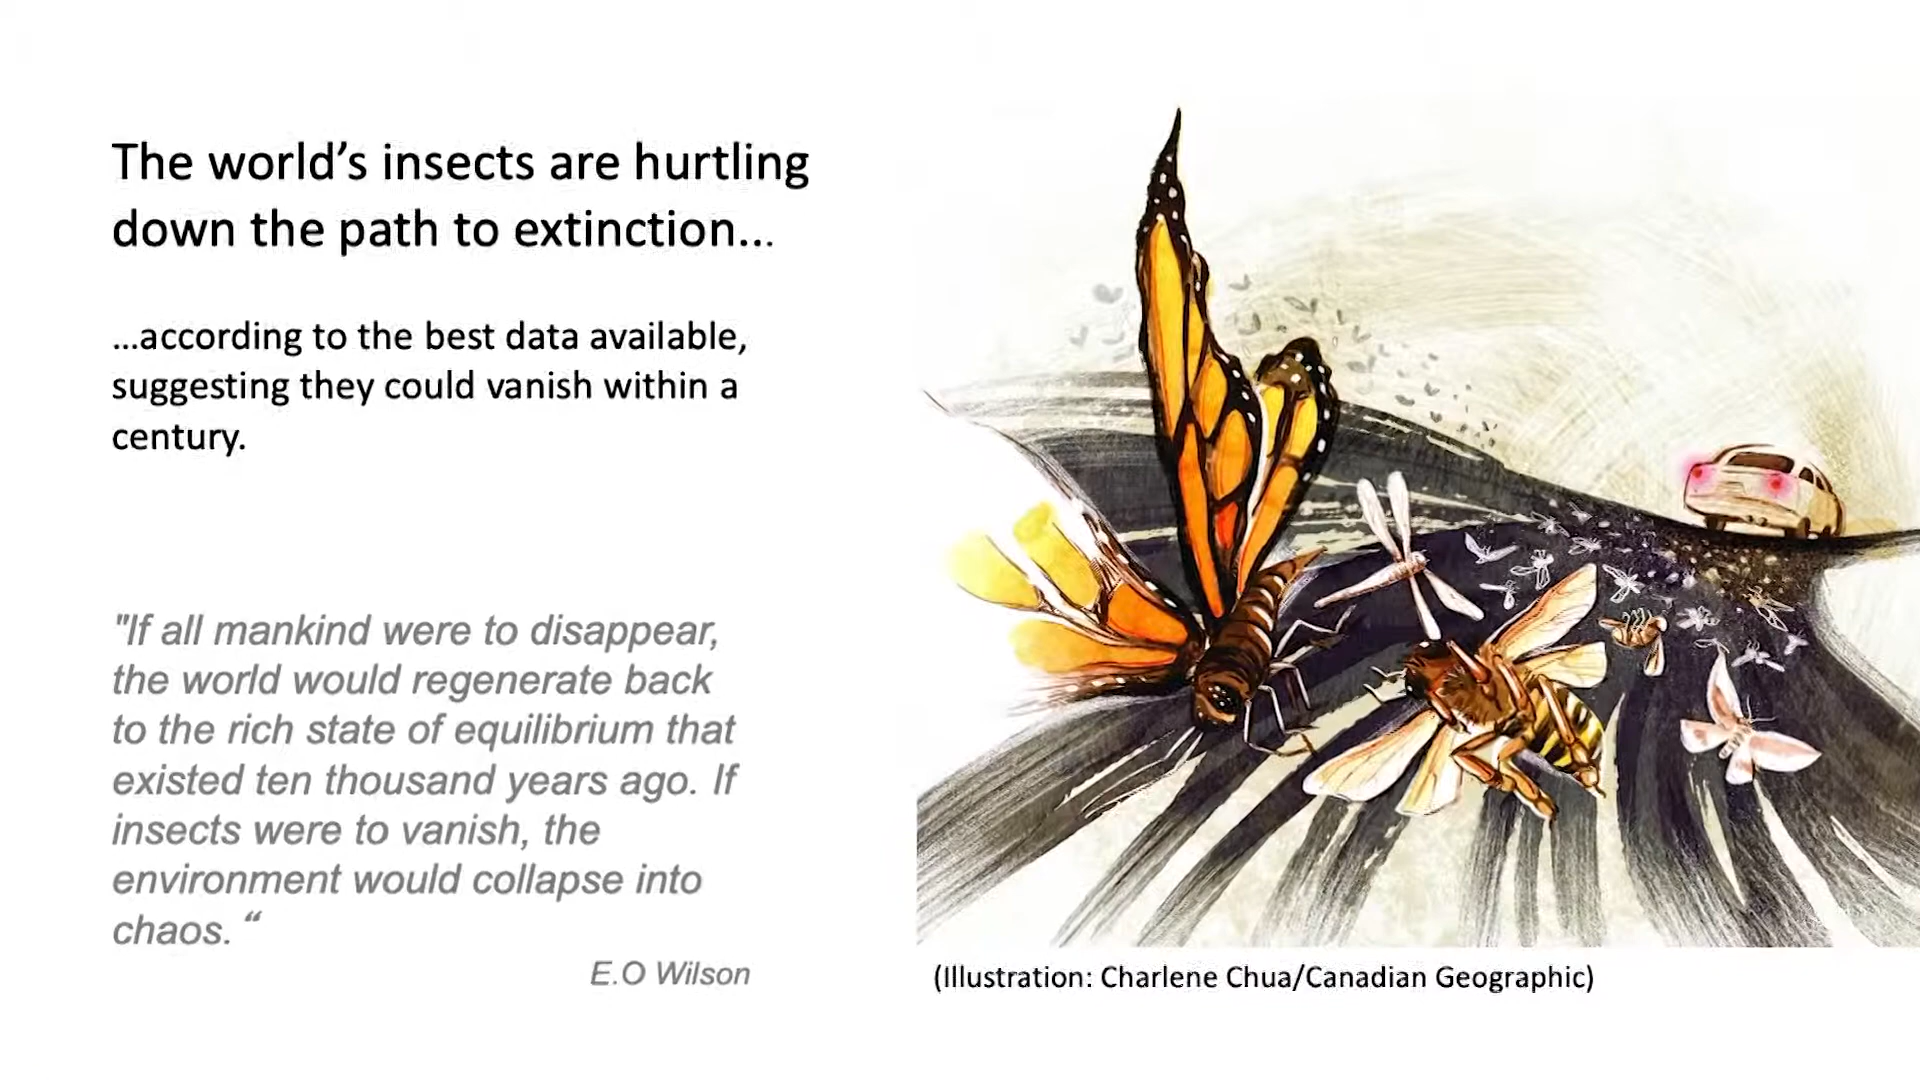 The world’s insects are hurtling
down the path to extinction...
...according to the best data available,
suggesting they could vanish within a
century.
"If all mankind were to disappear,
the world would regenerate back
to the rich state of equilibrium that
existed ten thousand years ago. If
insects were to vanish, the
environment would collapse into
chaos. “
E.O Wilson
(Illustration: Charlene Chua/Canadian Geographic)